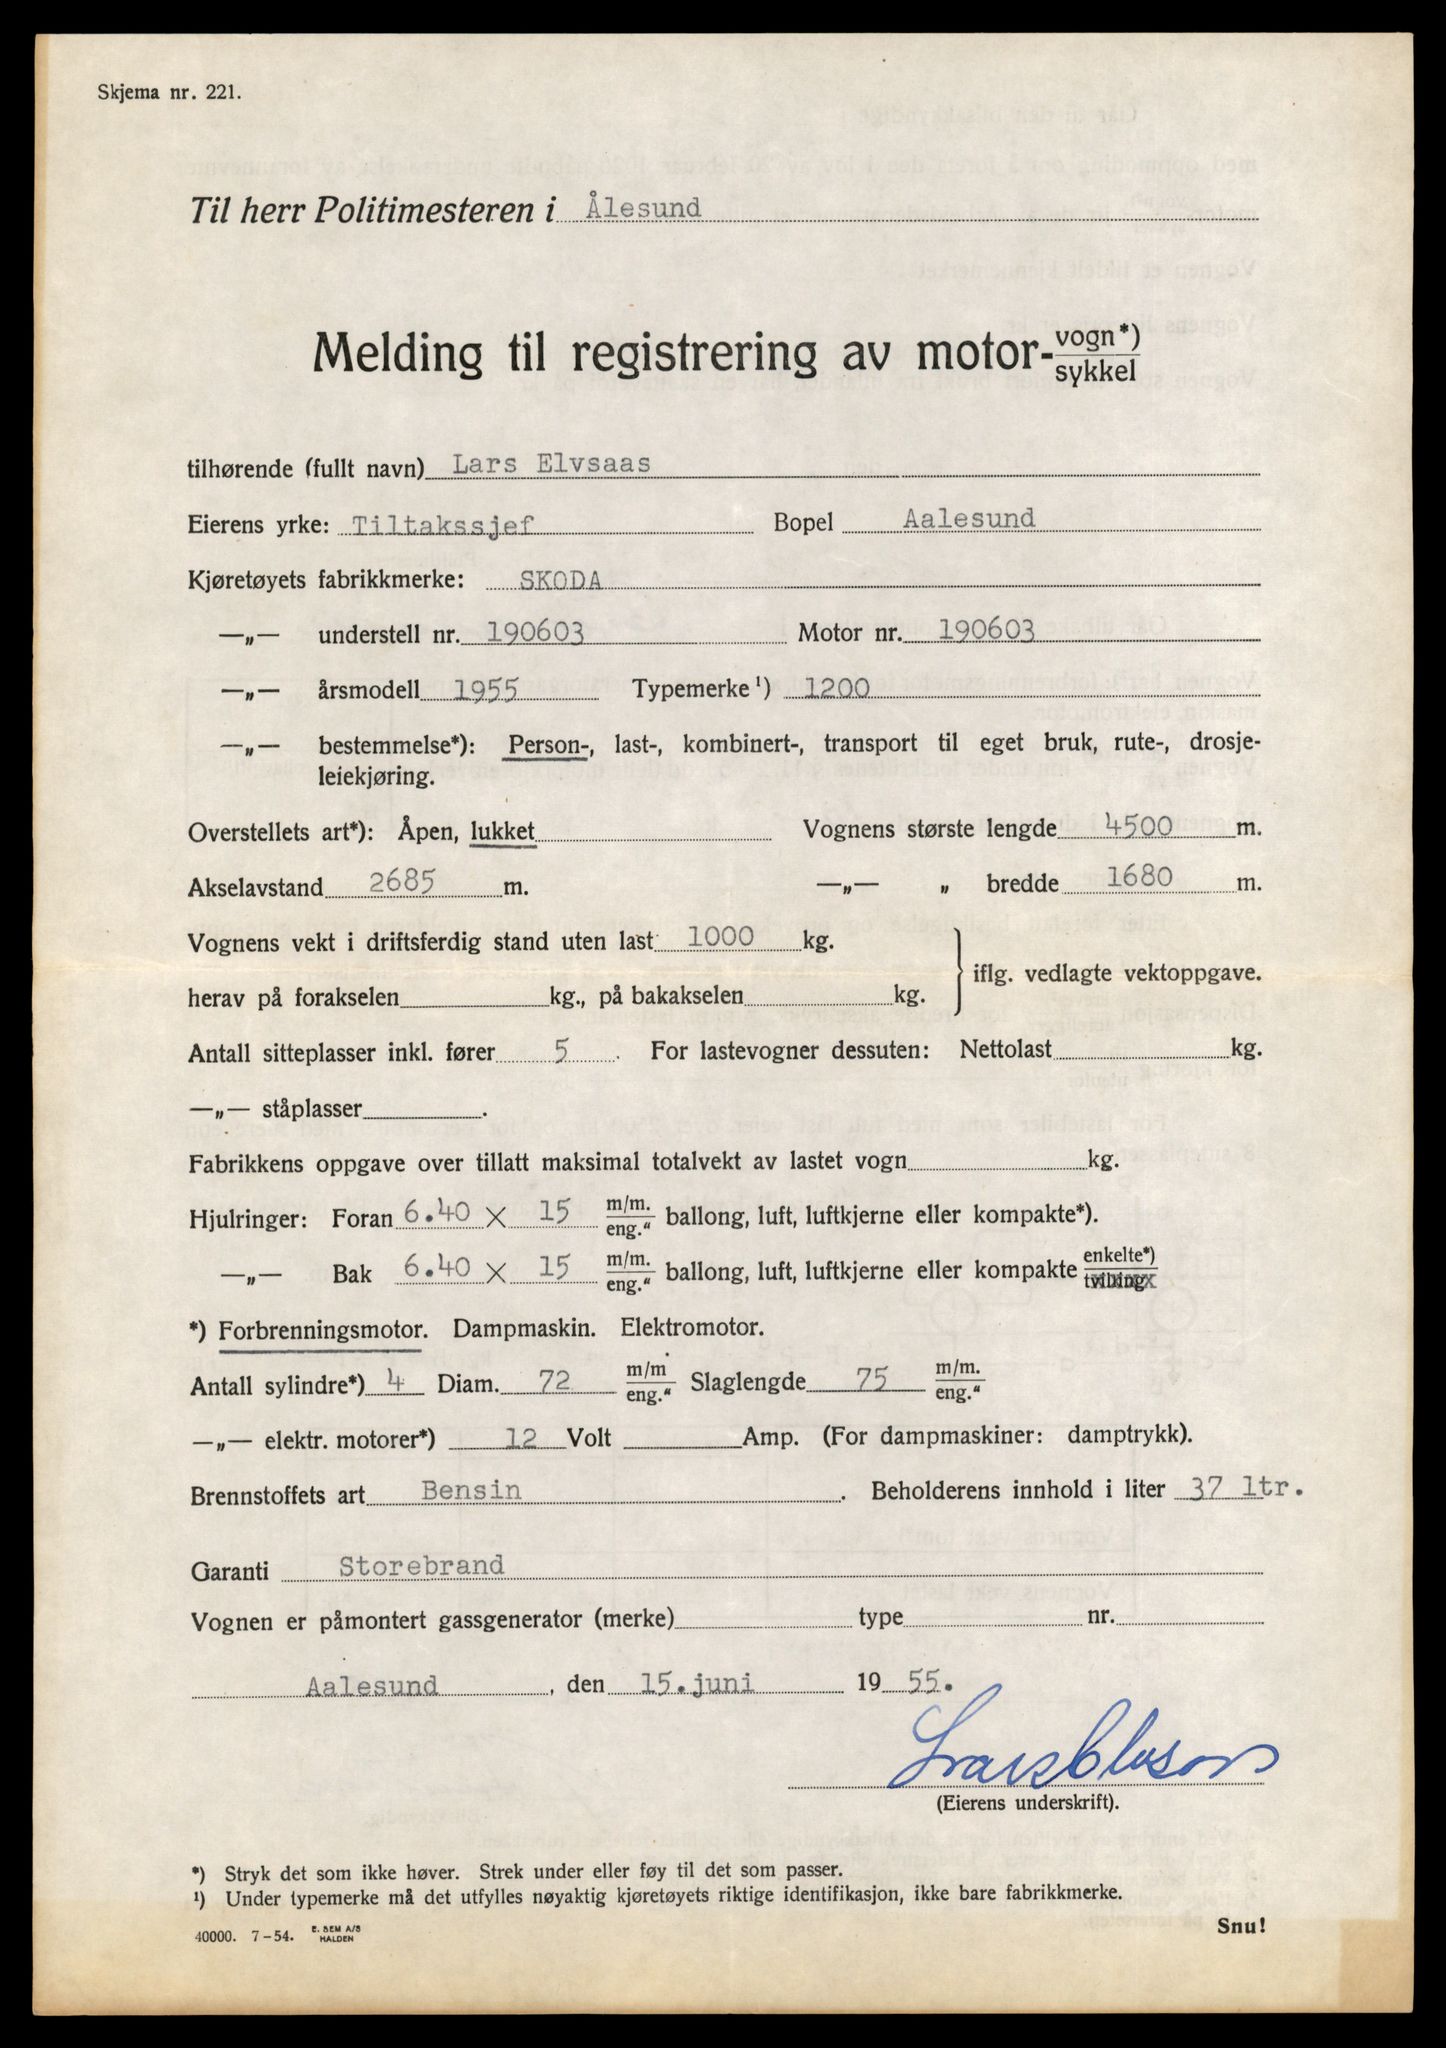 Skjema nr. 221.
Til herr Politimesteren i Ålesund
Melding til registrering av motor-vogn*)/sykkel
tilhørende (fullt navn) Lars Elvsaas
Eierens yrke: Tiltakssjef Bopel Aalesund
Kjøretøyets fabrikkmerke: SKODA
—„— understell nr. 190603 Motor nr. 190603
—„— årsmodell 1955 Typemerke¹) 1200
—„— bestemmelse*): Person-, last-, kombinert-, transport til eget bruk, rute-, drosje-
leiekjøring.
Overstellets art*): Åpen, lukket Vognens største lengde 4500 m.
Akselavstand 2685 m. —„— „ bredde 1680 m.
Vognens vekt i driftsferdig stand uten last 1000 kg.
iflg. vedlagte vektoppgave.
herav på forakselen kg., på bakakselen kg.
Antall sitteplasser inkl. fører 5 . For lastevogner dessuten: Nettolast kg.
—„— ståplasser .
Fabrikkens oppgave over tillatt maksimal totalvekt av lastet vogn kg.
Hjulringer: Foran 6.40 X 15 m/m./eng.“ ballong, luft, luftkjerne eller kompakte*).
—„— Bak 6.40 X 15 m/m./eng.“ ballong, luft, luftkjerne eller kompakte enkelte*)/tvilling
*) Forbrenningsmotor. Dampmaskin. Elektromotor.
Antall sylindre*) 4 Diam. 72 m/m/eng.“ Slaglengde 75 m/m./eng.“
—„— elektr. motorer*) 12 Volt Amp. (For dampmaskiner: damptrykk).
Brennstoffets art Bensin . Beholderens innhold i liter 37 ltr.
Garanti Storebrand
Vognen er påmontert gassgenerator (merke) type nr.
Aalesund , den 15.juni 19 55.
Lars Elvsaas
(Eierens underskrift).
*) Stryk det som ikke høver. Strek under eller føy til det som passer.
¹) Under typemerke må det utfylles nøyaktig kjøretøyets riktige identifikasjon, ikke bare fabrikkmerke.
40000. 7-54. E. SEM A/S HALDEN
Snu!